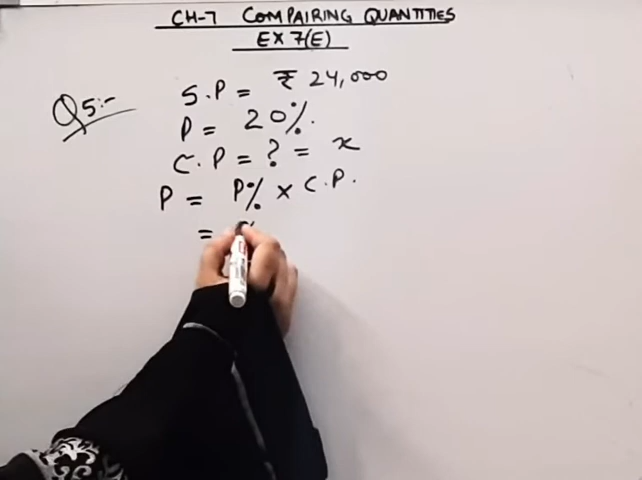 CH-7 COMPAIRING QUANTITIES
EX 7(E)
Q5:-
S.P = ₹ 24,000
P = 20%.
C.P = ? = x
P = P% × C.P.
=